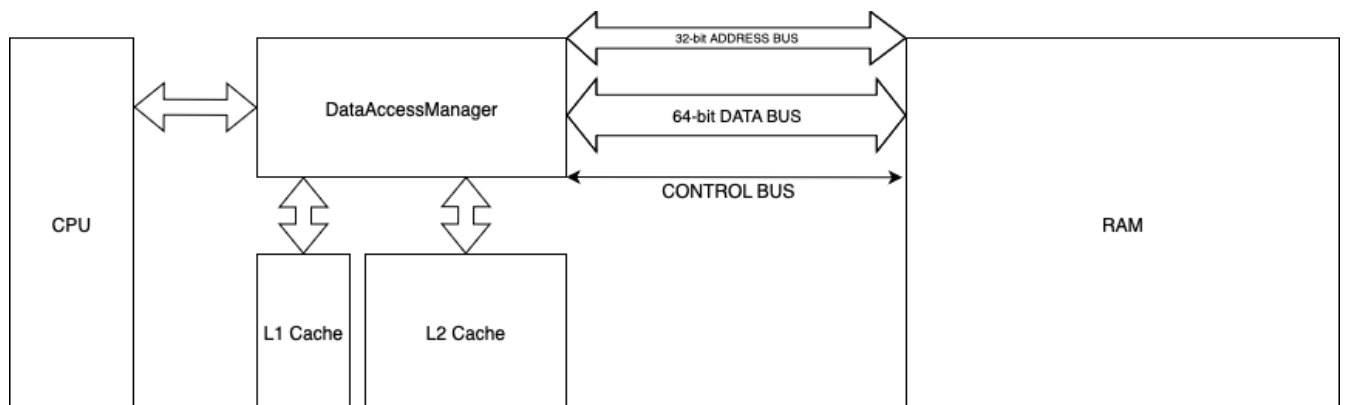 32-bit ADDRESS BUS
DataAccessManager
64-bit DATA BUS
CONTROL BUS
CPU
RAM
L1 Cache
L2 Cache